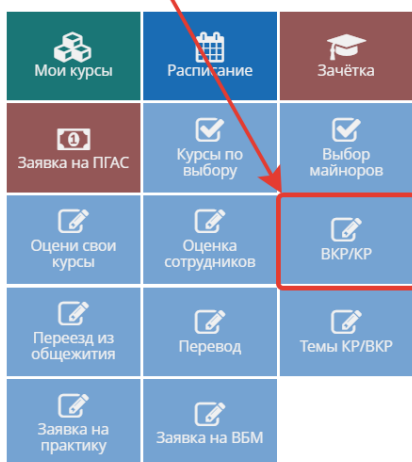 Мои курсы
Расписание
Зачётка
Заявка на ПГАС
Курсы по
выбору
Выбор
майноров
Оцени свои
курсы
Оценка
сотрудников
ВКР/КР
Переезд из
общежития
Перевод
Темы КР/ВКР
Заявка на
практику
Заявка на ВБМ